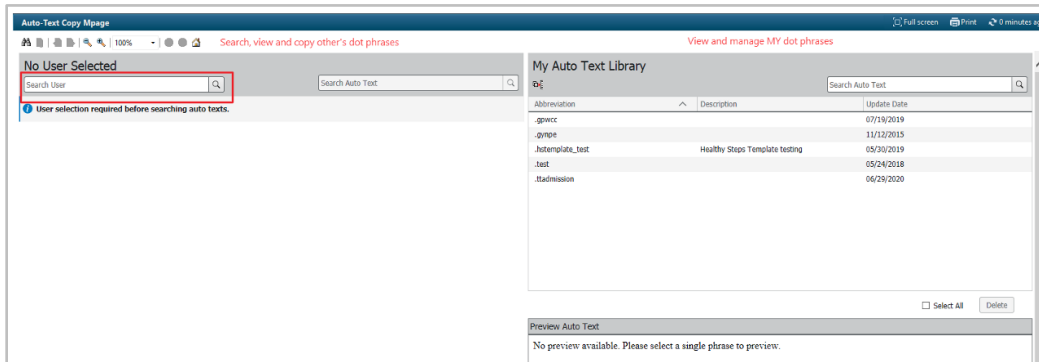 Auto-Text Copy Mpage
Full screen Print 0 minutes ag
100% Search, view and copy other's dot phrases View and manage MY dot phrases
No User Selected
Search User
Search Auto Text
User selection required before searching auto texts.
My Auto Text Library
Search Auto Text
Abbreviation Description Update Date
.gpwcc 07/19/2019
.gynpe 11/12/2015
.hstemplate_test Healthy Steps Template testing 05/30/2019
.test 05/24/2018
.ttadmission 06/29/2020
Select All Delete
Preview Auto Text
No preview available. Please select a single phrase to preview.